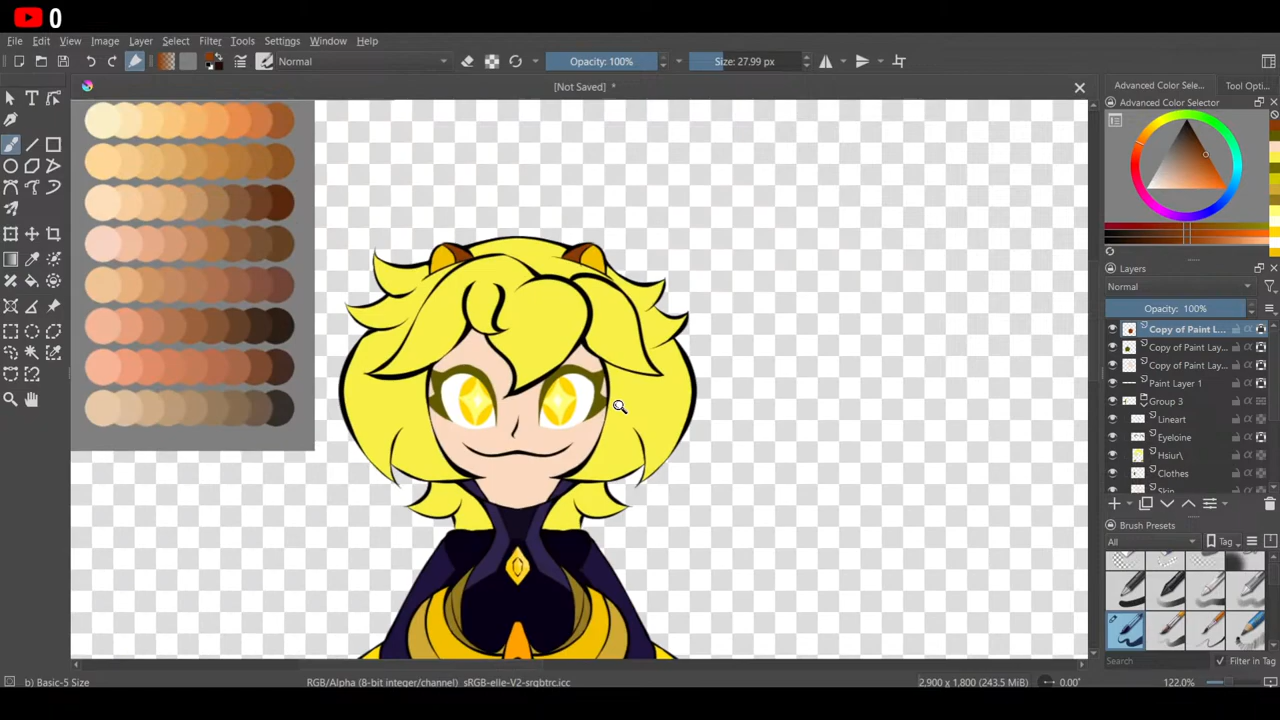 0
File Edit View Image Layer Select Filter Tools Settings Window Help
Normal Opacity: 100% Size: 27.99 px
[Not Saved] *
Advanced Color Sele... Tool Opti...
Advanced Color Selector
Layers
Normal
Opacity: 100%
Copy of Paint L...
Copy of Paint Lay...
Copy of Paint Lay...
Paint Layer 1
Group 3
Lineart
Eyeloine
Hsiur\
Clothes
Skin
Brush Presets
All Tag
Search Filter in Tag
b) Basic-5 Size RGB/Alpha (8-bit integer/channel) sRGB-elle-V2-srgbtrc.icc 2,900 x 1,800 (243.5 MiB) 0.00° 122.0%